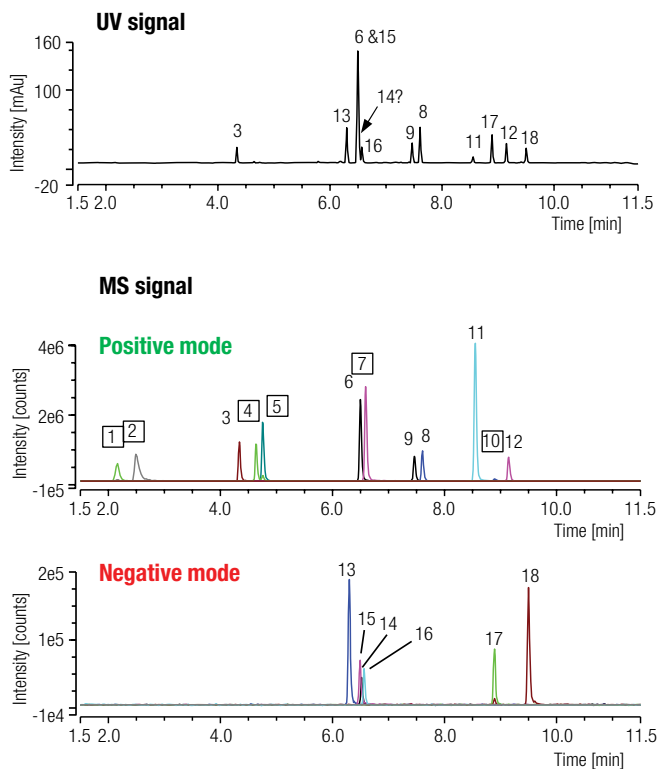 UV signal
Intensity [mAu]
160
100
-20
3
13
6 &15
14?
16
9
8
11
17
12
18
1.5 2.0 4.0 6.0 8.0 10.0 11.5
Time [min]
MS signal
Positive mode
Intensity [counts]
4e6
2e6
-1e5
1
2
3
4
5
6
7
9
8
11
10
12
1.5 2.0 4.0 6.0 8.0 10.0 11.5
Time [min]
Negative mode
Intensity [counts]
2e5
1e5
-1e4
13
15
14
16
17
18
1.5 2.0 4.0 6.0 8.0 10.0 11.5
Time [min]